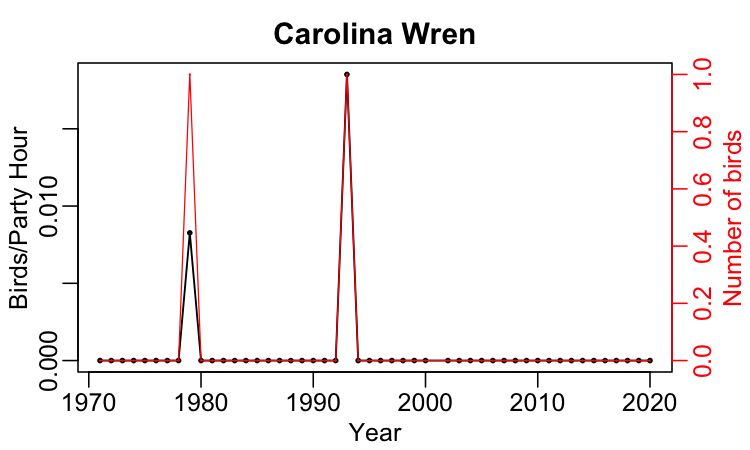 Carolina Wren
Birds/Party Hour
0.000
0.010
1970 1980 1990 2000 2010 2020
Year
0.0 0.2 0.4 0.6 0.8 1.0
Number of birds